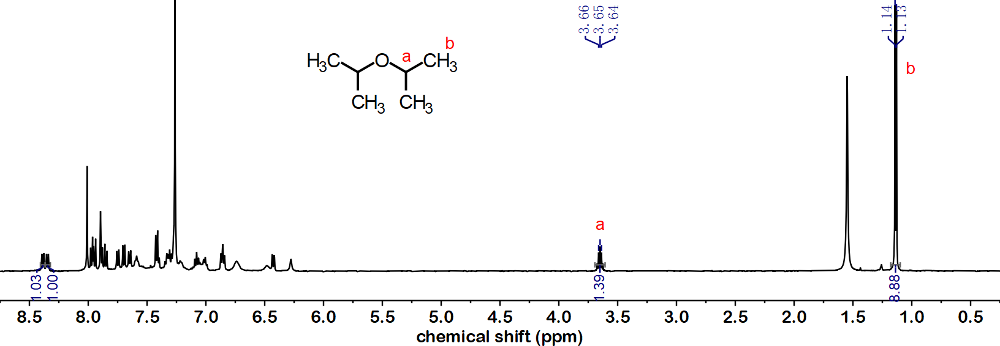 3.66
3.65
3.64
1.14
1.13
b
H3C
O
a
CH3
b
CH3
CH3
a
1.03
1.00
1.39
8.88
8.5
8.0
7.5
7.0
6.5
6.0
5.5
5.0
4.5
4.0
3.5
3.0
2.5
2.0
1.5
1.0
0.5
chemical shift (ppm)